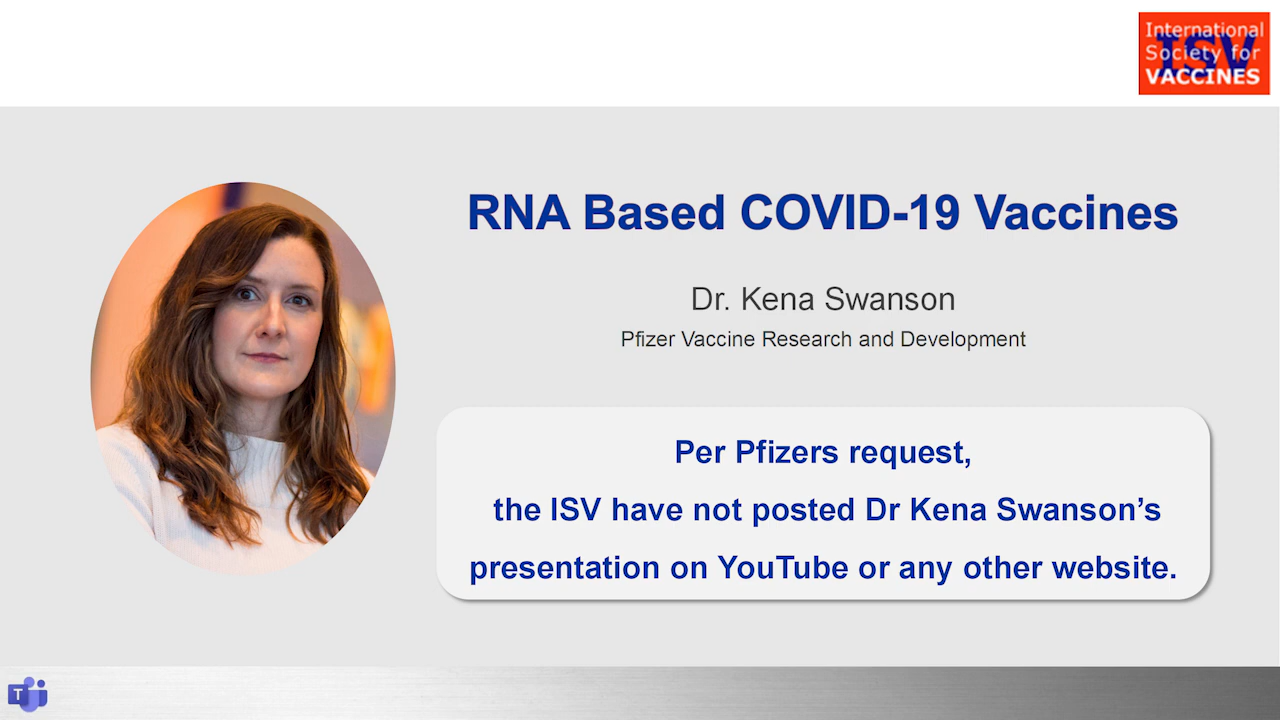 International
Society for
VACCINES
ISV
RNA Based COVID-19 Vaccines
Dr. Kena Swanson
Pfizer Vaccine Research and Development
Per Pfizers request,
the ISV have not posted Dr Kena Swanson’s
presentation on YouTube or any other website.
T